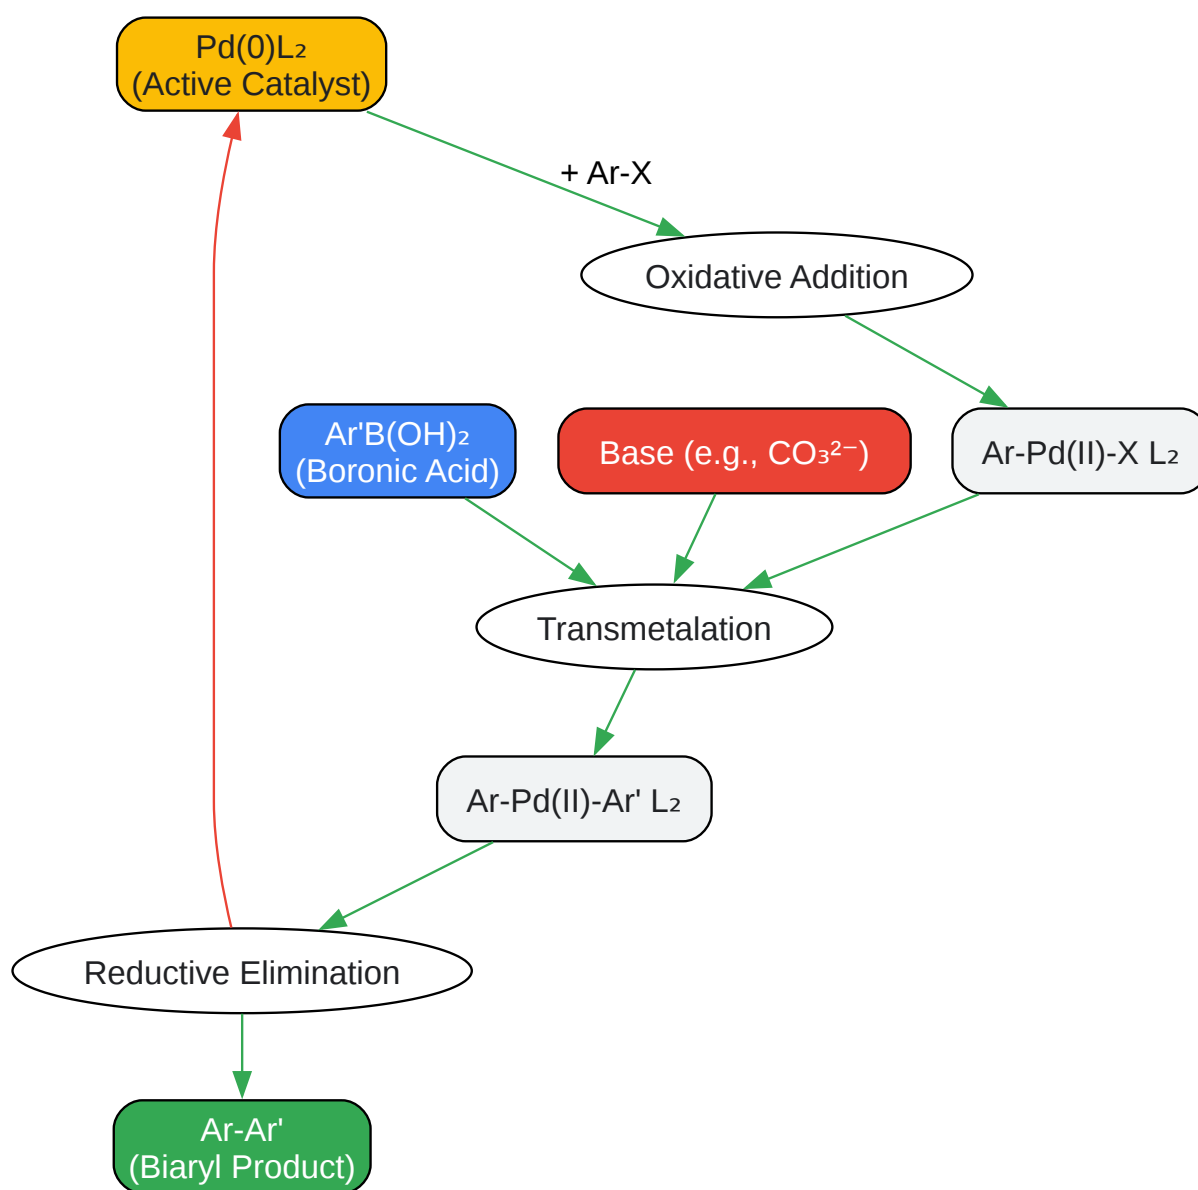 Pd(0)L₂
(Active Catalyst)
+ Ar-X
Oxidative Addition
Ar'B(OH)₂
(Boronic Acid)
Base (e.g., CO₃²⁻)
Ar-Pd(II)-X L₂
Transmetalation
Ar-Pd(II)-Ar' L₂
Reductive Elimination
Ar-Ar'
(Biaryl Product)